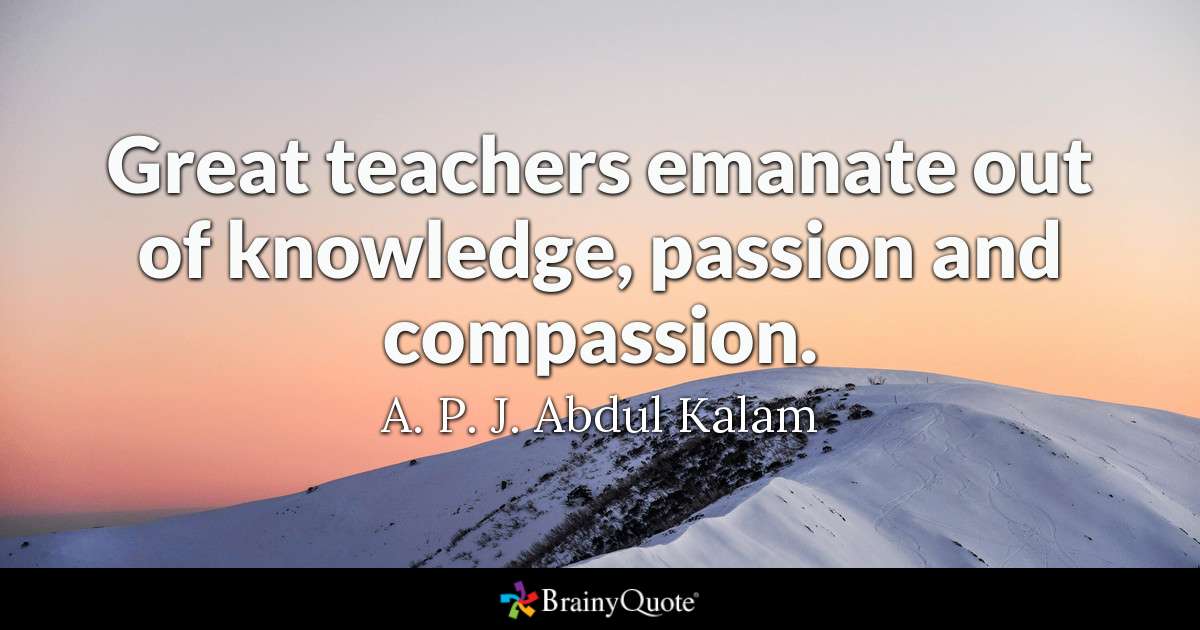 Great teachers emanate out
of knowledge, passion and
compassion.
A. P. J. Abdul Kalam
BrainyQuote®